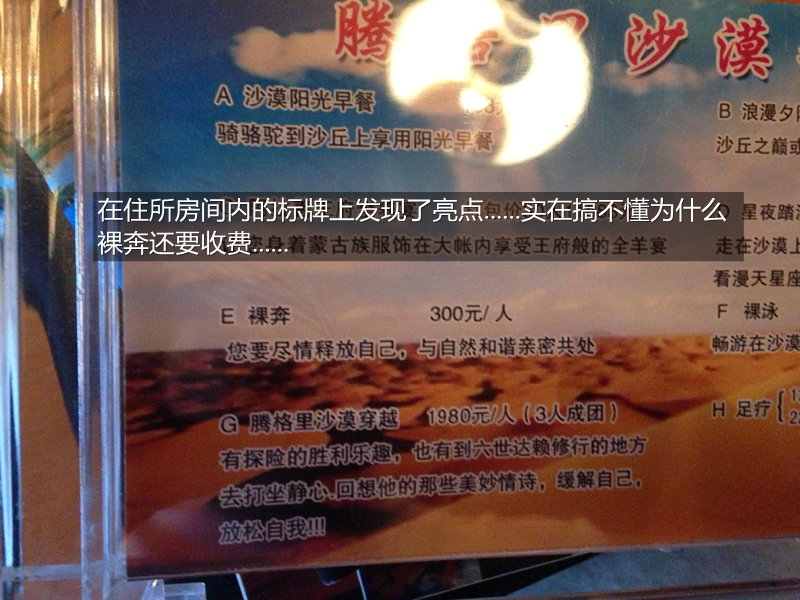 腾格里沙漠
A 沙漠阳光早餐
骑骆驼到沙丘上享用阳光早餐
B 浪漫夕
沙丘之巅或
在住所房间内的标牌上发现了亮点......实在搞不懂为什么
裸奔还要收费......
身着蒙古族服饰在大帐内享受王府般的全羊宴
D 星夜踏
走在沙漠上
看漫天星座
E 裸奔 300元/人
您要尽情释放自己，与自然和谐亲密共处
F 裸泳
畅游在沙漠
G 腾格里沙漠穿越 1980元/人（3人成团）
有探险的胜利乐趣，也有到六世达赖修行的地方
去打坐静心.回想他的那些美妙情诗，缓解自己，
放松自我!!!
H 足疗